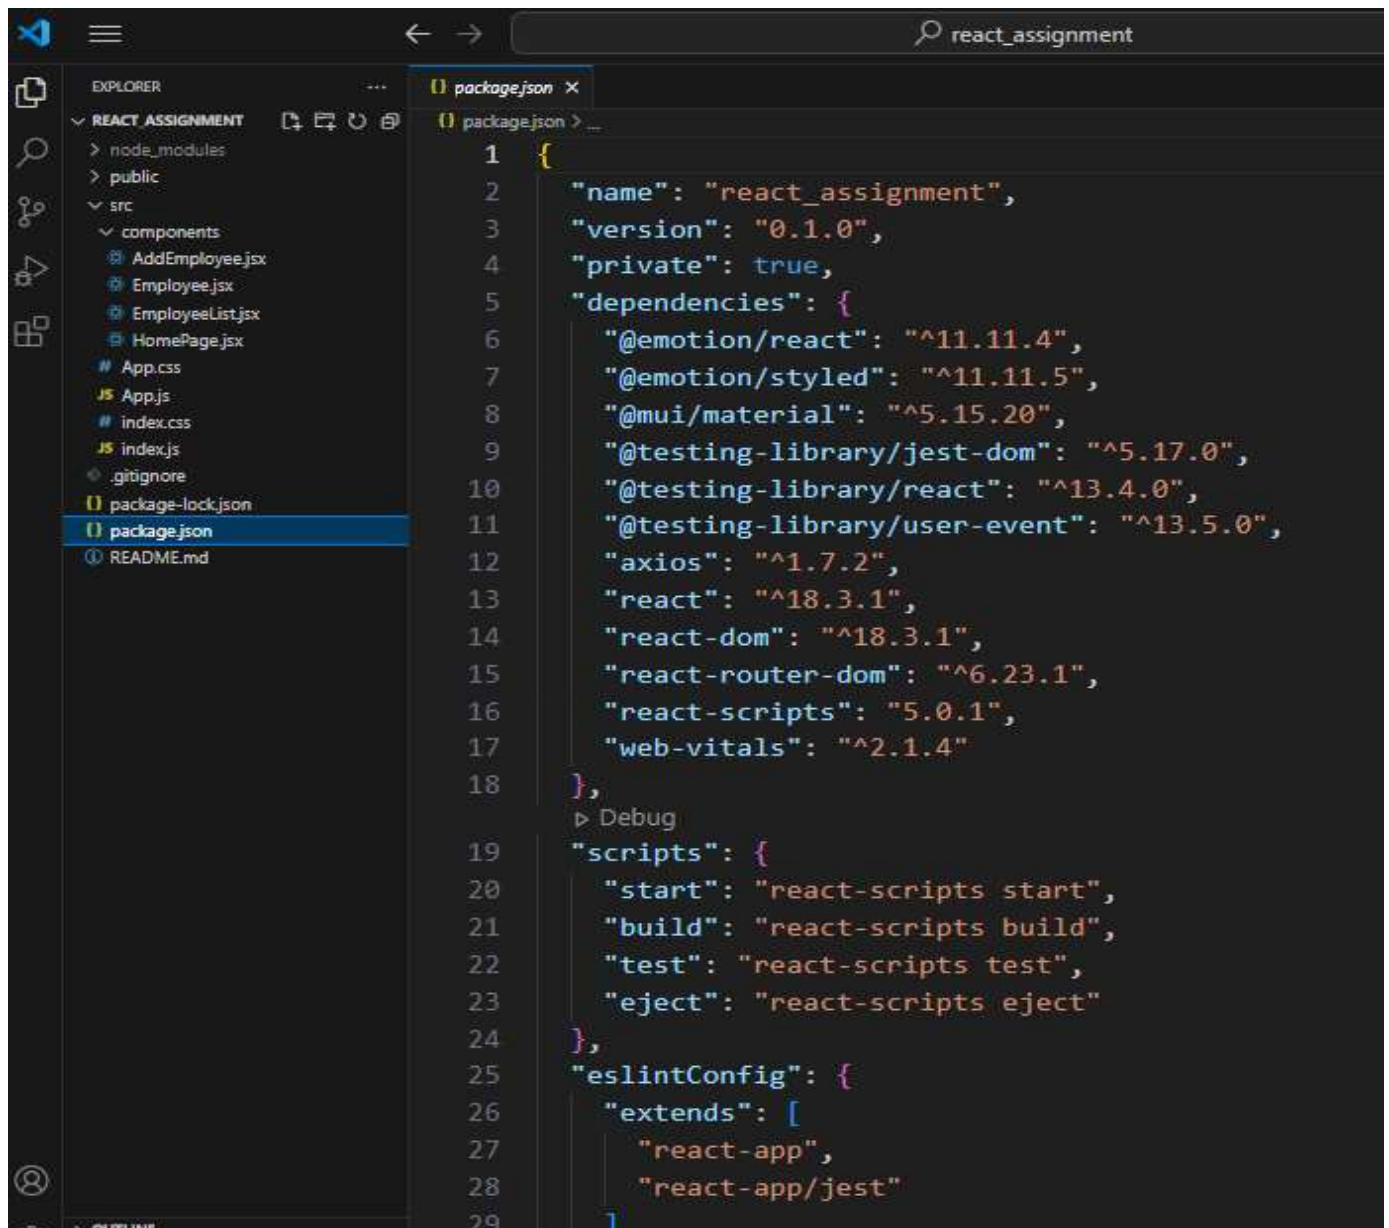 react_assignment
EXPLORER
REACT_ASSIGNMENT
node_modules
public
src
components
AddEmployee.jsx
Employee.jsx
EmployeeList.jsx
HomePage.jsx
# App.css
JS App.js
# index.css
JS index.js
.gitignore
{} package-lock.json
{} package.json
README.md
{} package.json ×
{} package.json > ...
1 {
2 "name": "react_assignment",
3 "version": "0.1.0",
4 "private": true,
5 "dependencies": {
6 "@emotion/react": "^11.11.4",
7 "@emotion/styled": "^11.11.5",
8 "@mui/material": "^5.15.20",
9 "@testing-library/jest-dom": "^5.17.0",
10 "@testing-library/react": "^13.4.0",
11 "@testing-library/user-event": "^13.5.0",
12 "axios": "^1.7.2",
13 "react": "^18.3.1",
14 "react-dom": "^18.3.1",
15 "react-router-dom": "^6.23.1",
16 "react-scripts": "5.0.1",
17 "web-vitals": "^2.1.4"
18 },
Debug
19 "scripts": {
20 "start": "react-scripts start",
21 "build": "react-scripts build",
22 "test": "react-scripts test",
23 "eject": "react-scripts eject"
24 },
25 "eslintConfig": {
26 "extends": [
27 "react-app",
28 "react-app/jest"
29 ]
OUTLINE